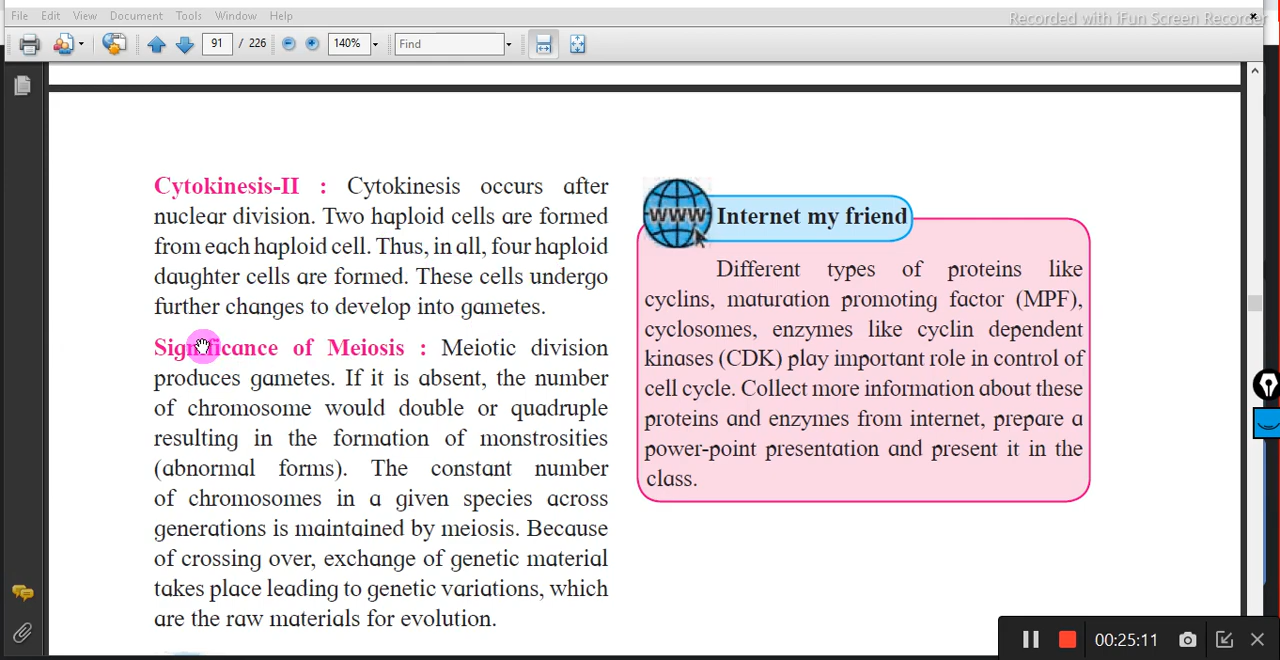 File Edit View Document Tools Window Help
Recorded with iFun Screen Recorder
91 / 226 140% Find
Cytokinesis-II : Cytokinesis occurs after
nuclear division. Two haploid cells are formed
from each haploid cell. Thus, in all, four haploid
daughter cells are formed. These cells undergo
further changes to develop into gametes.
Significance of Meiosis : Meiotic division
produces gametes. If it is absent, the number
of chromosome would double or quadruple
resulting in the formation of monstrosities
(abnormal forms). The constant number
of chromosomes in a given species across
generations is maintained by meiosis. Because
of crossing over, exchange of genetic material
takes place leading to genetic variations, which
are the raw materials for evolution.
www Internet my friend
Different types of proteins like
cyclins, maturation promoting factor (MPF),
cyclosomes, enzymes like cyclin dependent
kinases (CDK) play important role in control of
cell cycle. Collect more information about these
proteins and enzymes from internet, prepare a
power-point presentation and present it in the
class.
00:25:11